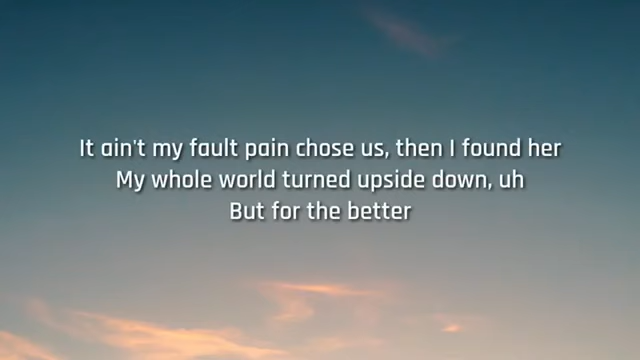 It ain't my fault pain chose us, then I found her
My whole world turned upside down, uh
But for the better